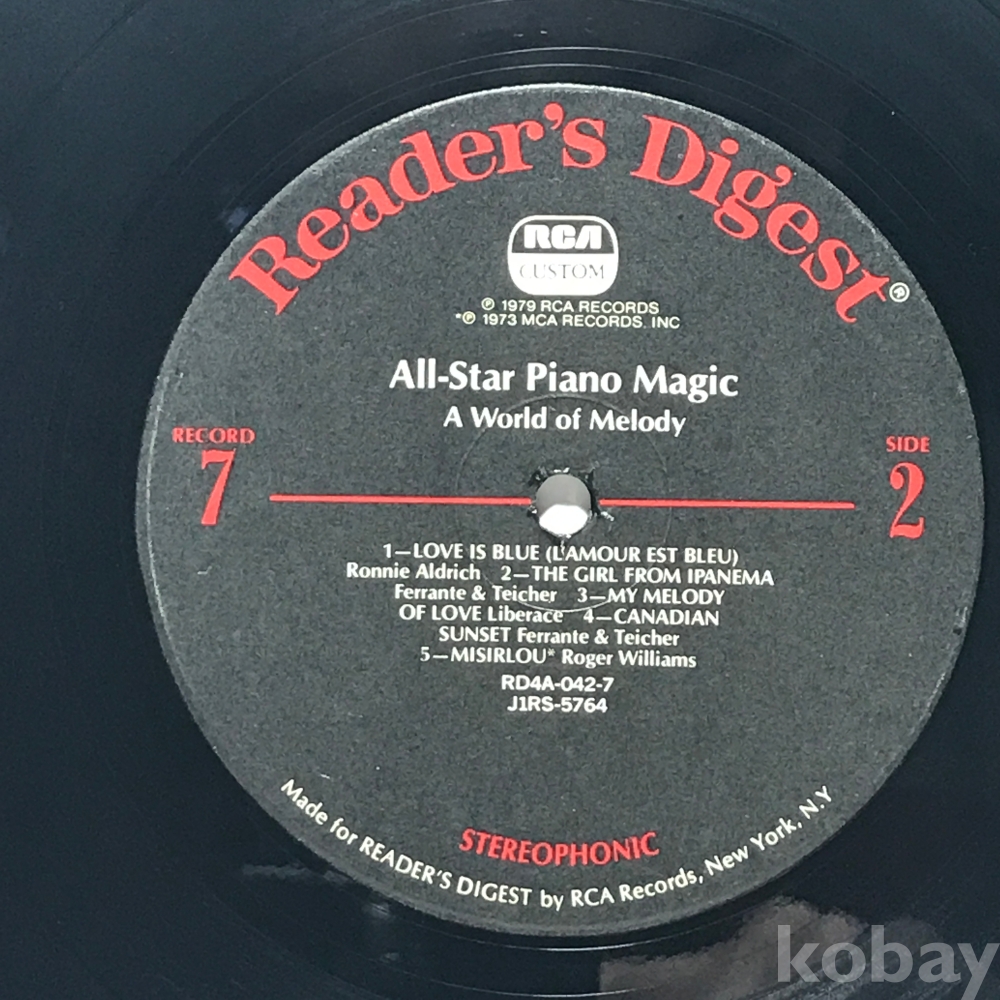 Reader's Digest®
RCA
CUSTOM
℗ 1979 RCA RECORDS
*℗ 1973 MCA RECORDS, INC
All-Star Piano Magic
A World of Melody
RECORD
7
SIDE
2
1—LOVE IS BLUE (L'AMOUR EST BLEU)
Ronnie Aldrich 2—THE GIRL FROM IPANEMA
Ferrante & Teicher 3—MY MELODY
OF LOVE Liberace 4—CANADIAN
SUNSET Ferrante & Teicher
5—MISIRLOU* Roger Williams
RD4A-042-7
J1RS-5764
STEREOPHONIC
Made for READER'S DIGEST by RCA Records, New York, N.Y
kobay